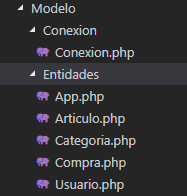 Modelo
Conexion
Conexion.php
Entidades
App.php
Articulo.php
Categoria.php
Compra.php
Usuario.php